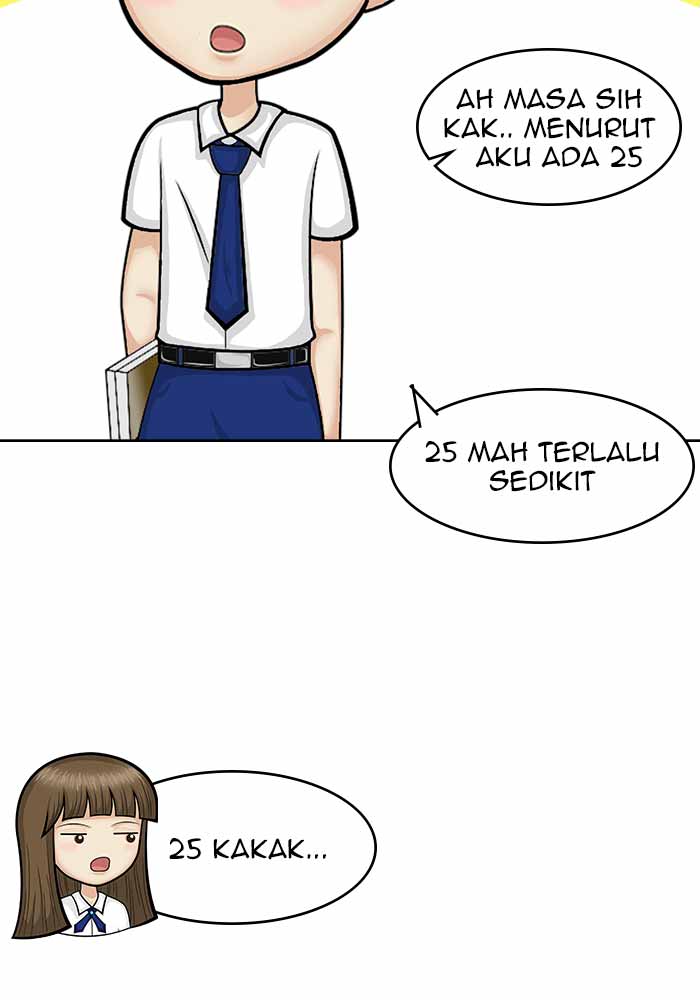 AH MASA SIH
KAK.. MENURUT
AKU ADA 25
25 MAH TERLALU
SEDIKIT
25 KAKAK...